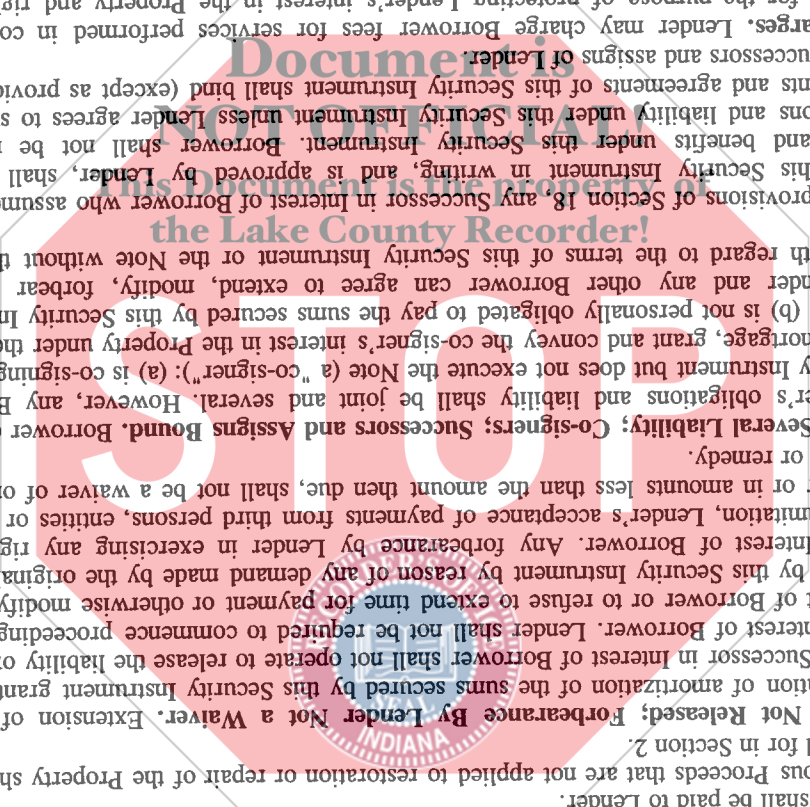 shall be paid to Lender.
ous Proceeds that are not applied to restoration or repair of the Property sh
l for in Section 2.
Not Released; Forbearance By Lender Not a Waiver. Extension of
ation of amortization of the sums secured by this Security Instrument grant
Successor in Interest of Borrower shall not operate to release the liability o
nterest of Borrower. Lender shall not be required to commence proceeding
t of Borrower or to refuse to extend time for payment or otherwise modify
by this Security Instrument by reason of any demand made by the origina
nterest of Borrower. Any forbearance by Lender in exercising any rig
mitation, Lender's acceptance of payments from third persons, entities or
r or in amounts less than the amount then due, shall not be a waiver of o
or remedy.
Several Liability; Co-signers; Successors and Assigns Bound. Borrower
er's obligations and liability shall be joint and several. However, any B
y Instrument but does not execute the Note (a "co-signer"): (a) is co-signing
nortgage, grant and convey the co-signer's interest in the Property under the
(b) is not personally obligated to pay the sums secured by this Security In
nder and any other Borrower can agree to extend, modify, forbear
th regard to the terms of this Security Instrument or the Note without th
provisions of Section 18, any Successor in Interest of Borrower who assume
his Security Instrument in writing, and is approved by Lender, shall
and benefits under this Security Instrument. Borrower shall not be
ons and liability under this Security Instrument unless Lender agrees to s
nts and agreements of this Security Instrument shall bind (except as provid
uccessors and assigns of Lender.
arges. Lender may charge Borrower fees for services performed in co
for the purpose of protecting Lender's interest in the Property and rig
Document is
NOT OFFICIAL!
This Document is the property of
the Lake County Recorder!
STOP
RECORDER'S OFFICE
SEAL
INDIANA